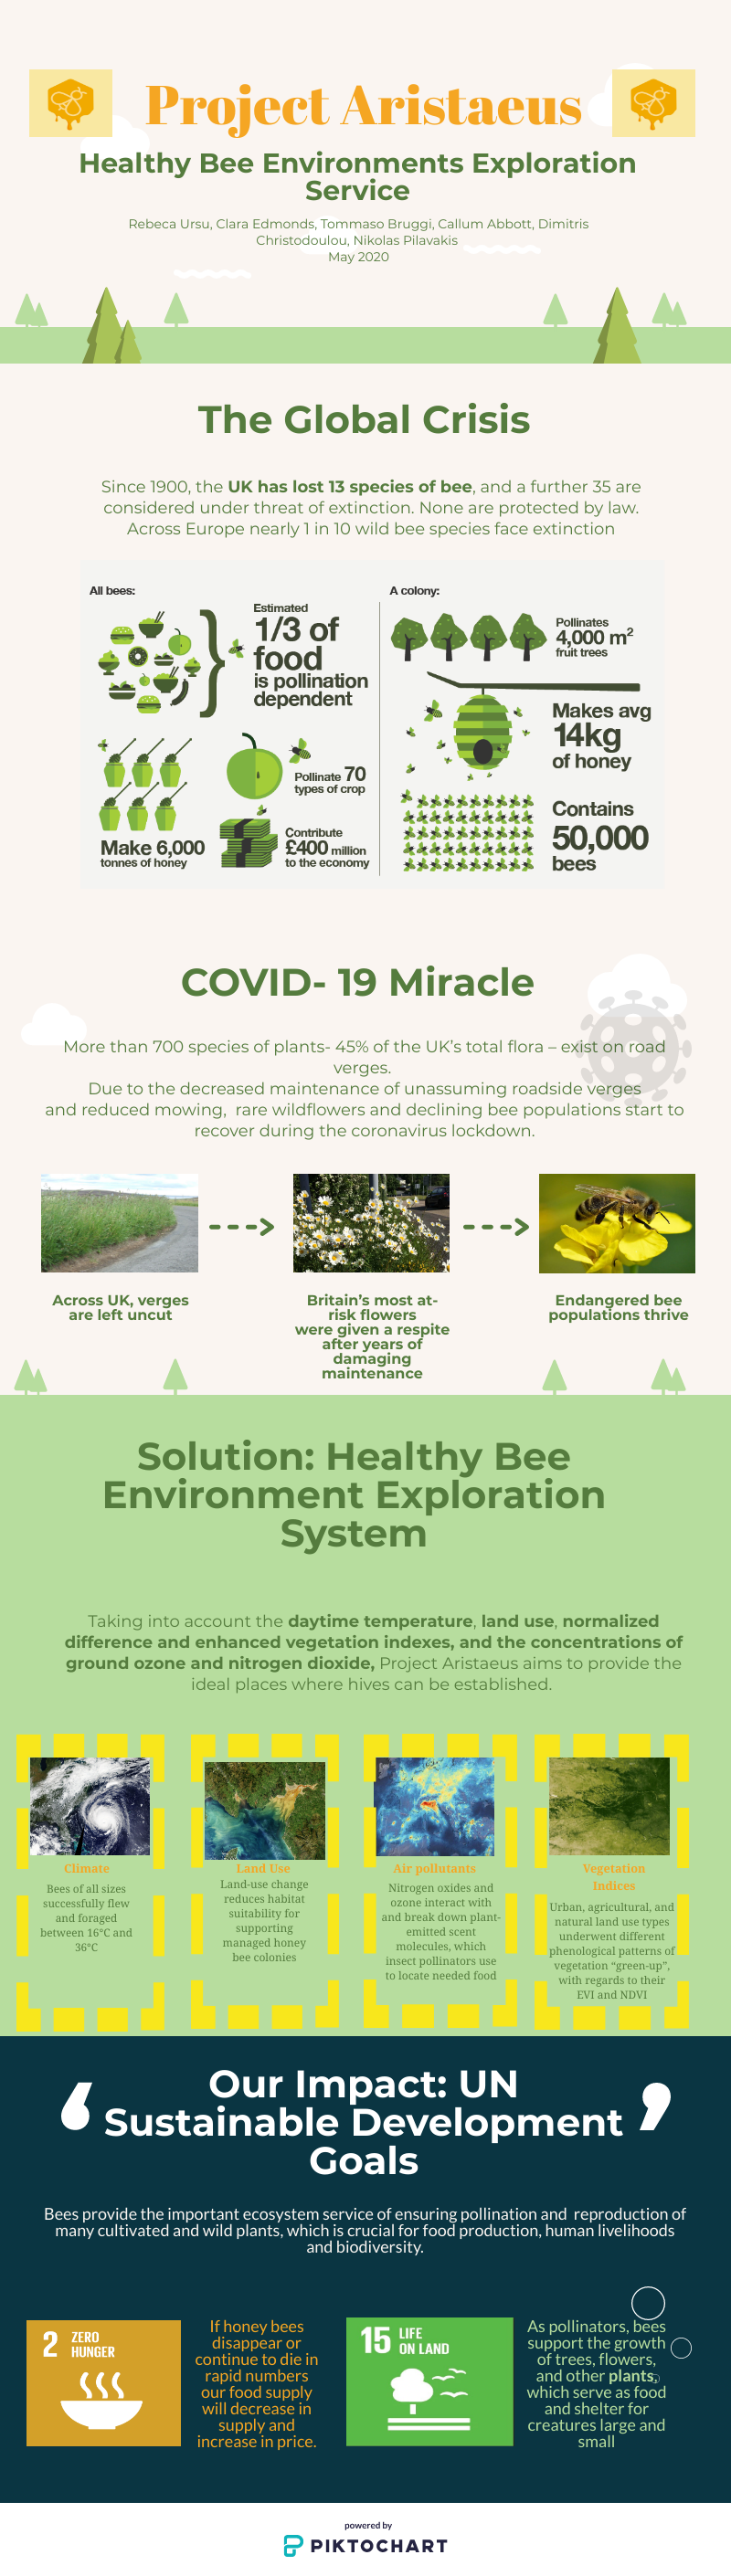 Project Aristaeus
Healthy Bee Environments Exploration
Service
Rebeca Ursu, Clara Edmonds, Tommaso Bruggi, Callum Abbott, Dimitris
Christodoulou, Nikolas Pilavakis
May 2020
The Global Crisis
Since 1900, the UK has lost 13 species of bee, and a further 35 are
considered under threat of extinction. None are protected by law.
Across Europe nearly 1 in 10 wild bee species face extinction
All bees:
Estimated
1/3 of
food
is pollination
dependent
Make 6,000
tonnes of honey
Pollinate 70
types of crop
Contribute
£400 million
to the economy
A colony:
Pollinates
4,000 m²
fruit trees
Makes avg
14kg
of honey
Contains
50,000
bees
COVID- 19 Miracle
More than 700 species of plants- 45% of the UK's total flora – exist on road
verges.
Due to the decreased maintenance of unassuming roadside verges
and reduced mowing, rare wildflowers and declining bee populations start to
recover during the coronavirus lockdown.
Across UK, verges
are left uncut
Britain's most at-
risk flowers
were given a respite
after years of
damaging
maintenance
Endangered bee
populations thrive
Solution: Healthy Bee
Environment Exploration
System
Taking into account the daytime temperature, land use, normalized
difference and enhanced vegetation indexes, and the concentrations of
ground ozone and nitrogen dioxide, Project Aristaeus aims to provide the
ideal places where hives can be established.
Climate
Bees of all sizes
successfully flew
and foraged
between 16°C and
36°C
Land Use
Land-use change
reduces habitat
suitability for
supporting
managed honey
bee colonies
Air pollutants
Nitrogen oxides and
ozone interact with
and break down plant-
emitted scent
molecules, which
insect pollinators use
to locate needed food
Vegetation
Indices
Urban, agricultural, and
natural land use types
underwent different
phenological patterns of
vegetation "green-up",
with regards to their
EVI and NDVI
Our Impact: UN
Sustainable Development
Goals
Bees provide the important ecosystem service of ensuring pollination and reproduction of
many cultivated and wild plants, which is crucial for food production, human livelihoods
and biodiversity.
2 ZERO
HUNGER
If honey bees
disappear or
continue to die in
rapid numbers
our food supply
will decrease in
supply and
increase in price.
15 LIFE
ON LAND
As pollinators, bees
support the growth
of trees, flowers,
and other plants,
which serve as food
and shelter for
creatures large and
small
powered by
PIKTOCHART